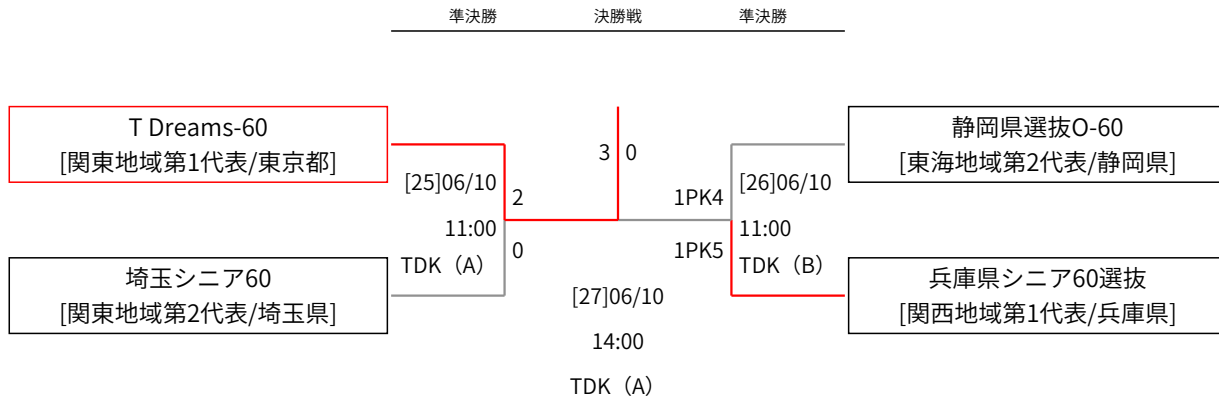 準決勝 決勝戦 準決勝
T Dreams-60
[関東地域第1代表/東京都]
埼玉シニア60
[関東地域第2代表/埼玉県]
[25]06/10
11:00
TDK（A）
2
0
3 0
[27]06/10
14:00
TDK（A）
1PK4
1PK5
[26]06/10
11:00
TDK（B）
静岡県選抜O-60
[東海地域第2代表/静岡県]
兵庫県シニア60選抜
[関西地域第1代表/兵庫県]